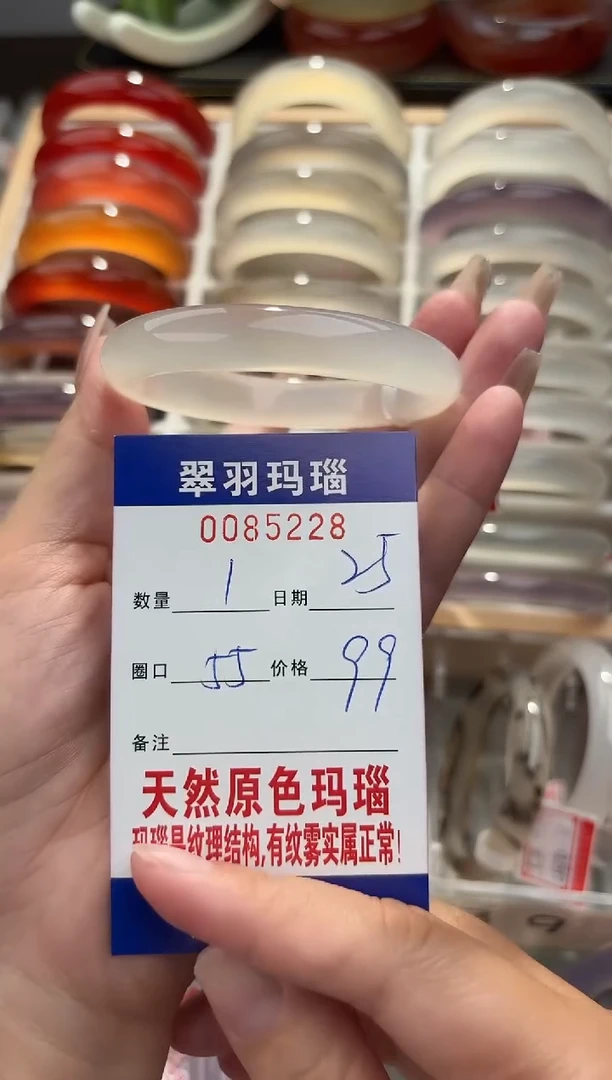 翠羽玛瑙
0085228
数量 1 日期 25
圈口 55 价格 99
备注
天然原色玛瑙
玛瑙是纹理结构,有纹雾实属正常!
9